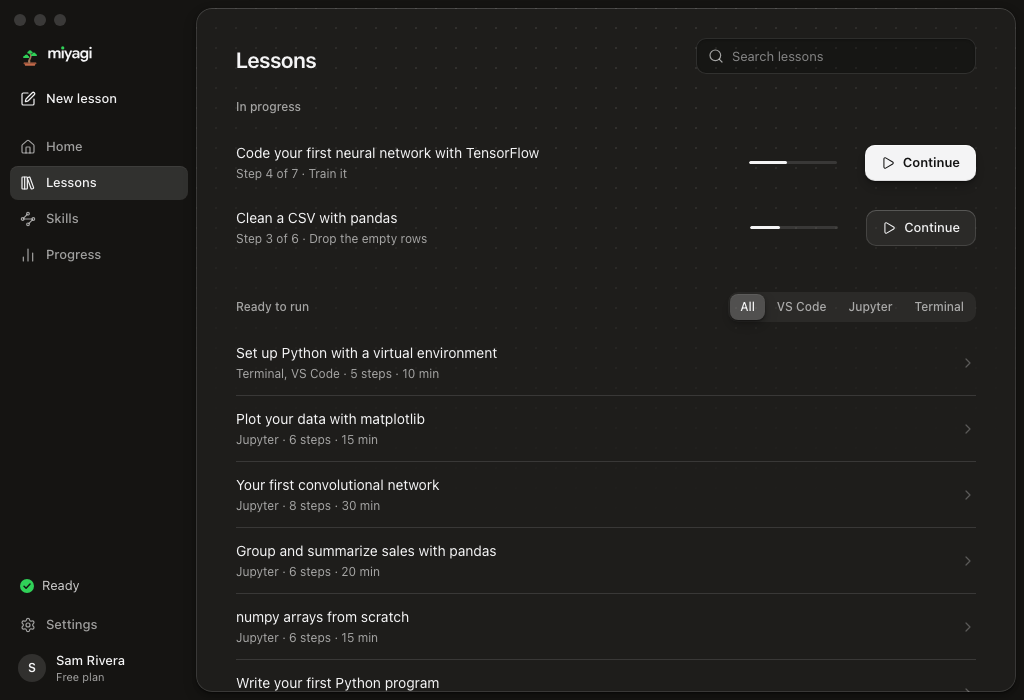 miyagi
New lesson
Home
Lessons
Skills
Progress
Ready
Settings
S
Sam Rivera
Free plan
Lessons
Search lessons
In progress
Code your first neural network with TensorFlow
Step 4 of 7 · Train it
Continue
Clean a CSV with pandas
Step 3 of 6 · Drop the empty rows
Continue
Ready to run
All
VS Code
Jupyter
Terminal
Set up Python with a virtual environment
Terminal, VS Code · 5 steps · 10 min
Plot your data with matplotlib
Jupyter · 6 steps · 15 min
Your first convolutional network
Jupyter · 8 steps · 30 min
Group and summarize sales with pandas
Jupyter · 6 steps · 20 min
numpy arrays from scratch
Jupyter · 6 steps · 15 min
Write your first Python program